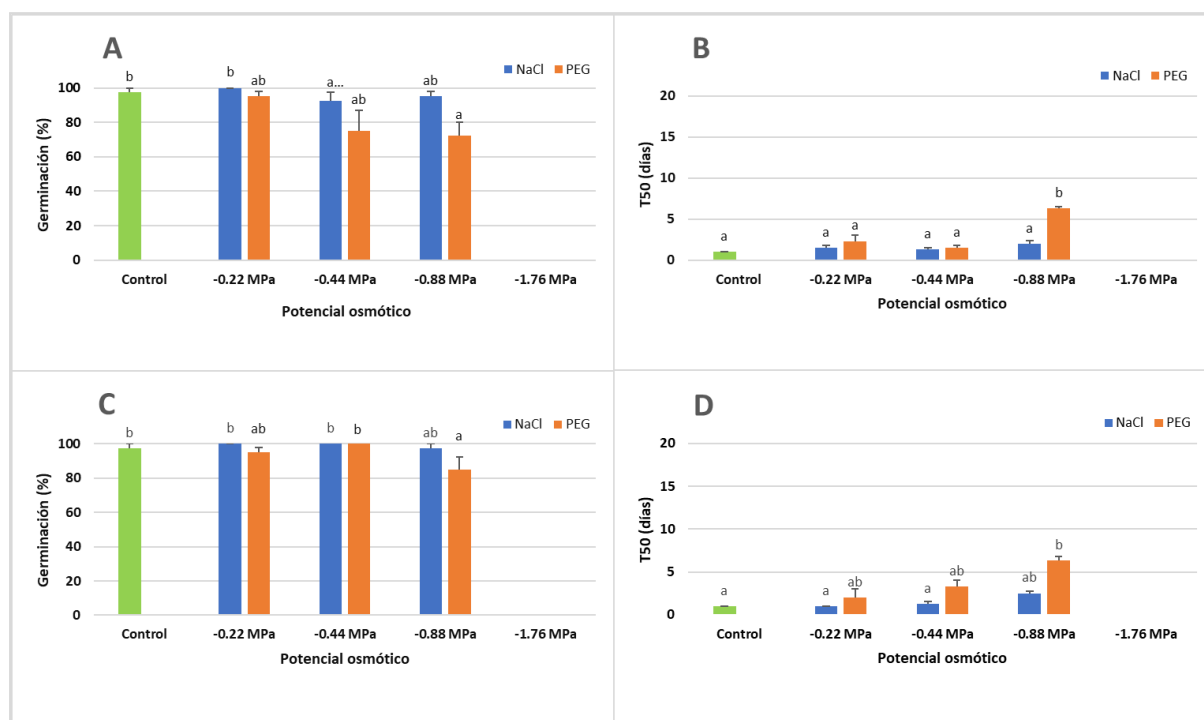 A
NaCl PEG
b b ab a... ab ab a
Germinación (%)
100
80
60
40
20
0
Control -0.22 MPa -0.44 MPa -0.88 MPa -1.76 MPa
Potencial osmótico
B
NaCl PEG
T50 (días)
20
15
10
5
0
a a a a a a b
Control -0.22 MPa -0.44 MPa -0.88 MPa -1.76 MPa
Potencial osmótico
C
NaCl PEG
b b ab b b ab a
Germinación (%)
100
80
60
40
20
0
Control -0.22 MPa -0.44 MPa -0.88 MPa -1.76 MPa
Potencial osmótico
D
NaCl PEG
T50 (días)
20
15
10
5
0
a a ab a ab ab b
Control -0.22 MPa -0.44 MPa -0.88 MPa -1.76 MPa
Potencial osmótico